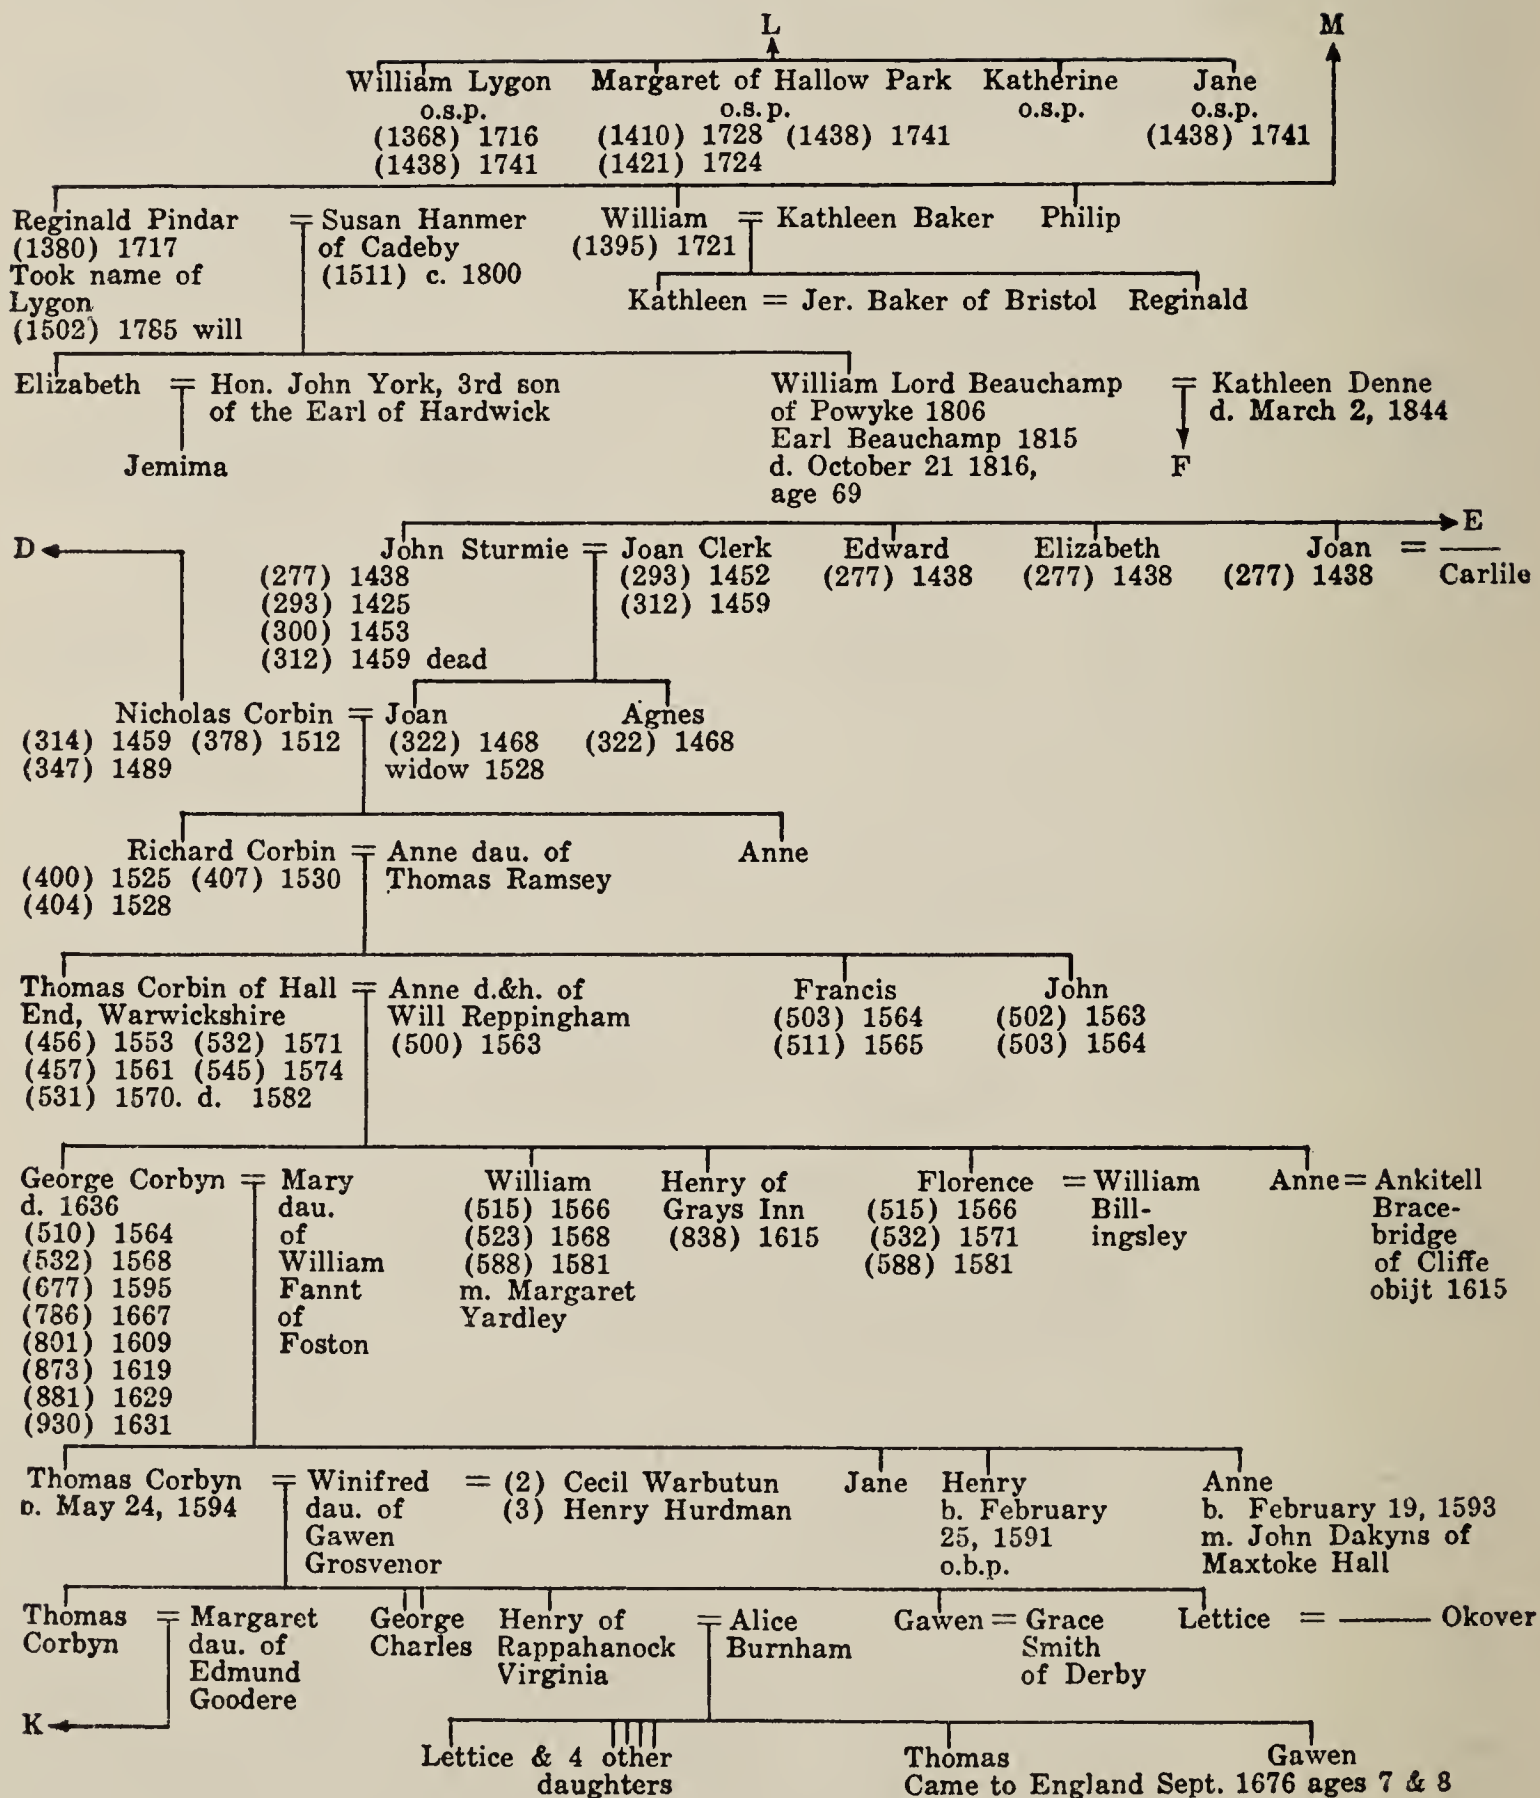 L M
William Lygon Margaret of Hallow Park Katherine Jane
o.s.p. o.s.p. o.s.p. o.s.p.
(1368) 1716 (1410) 1728 (1438) 1741 (1438) 1741
(1438) 1741 (1421) 1724
Reginald Pindar = Susan Hanmer William = Kathleen Baker Philip
(1380) 1717 of Cadeby (1395) 1721
Took name of (1511) c. 1800
Lygon Kathleen = Jer. Baker of Bristol Reginald
(1502) 1785 will
Elizabeth = Hon. John York, 3rd son William Lord Beauchamp = Kathleen Denne
of the Earl of Hardwick of Powyke 1806 d. March 2, 1844
Earl Beauchamp 1815
Jemima d. October 21 1816, F
age 69
E
D John Sturmie = Joan Clerk Edward Elizabeth Joan = ——
(277) 1438 (293) 1452 (277) 1438 (277) 1438 (277) 1438 Carlile
(293) 1425 (312) 1459
(300) 1453
(312) 1459 dead
Nicholas Corbin = Joan Agnes
(314) 1459 (378) 1512 (322) 1468 (322) 1468
(347) 1489 widow 1528
Richard Corbin = Anne dau. of Anne
(400) 1525 (407) 1530 Thomas Ramsey
(404) 1528
Thomas Corbin of Hall = Anne d.&h. of Francis John
End, Warwickshire Will Reppingham (503) 1564 (502) 1563
(456) 1553 (532) 1571 (500) 1563 (511) 1565 (503) 1564
(457) 1561 (545) 1574
(531) 1570. d. 1582
George Corbyn = Mary William Henry of Florence = William Anne = Ankitell
d. 1636 dau. (515) 1566 Grays Inn (515) 1566 Bill- Brace-
(510) 1564 of (523) 1568 (838) 1615 (532) 1571 ingsley bridge
(532) 1568 William (588) 1581 (588) 1581 of Cliffe
(677) 1595 Fannt m. Margaret obijt 1615
(786) 1667 of Yardley
(801) 1609 Foston
(873) 1619
(881) 1629
(930) 1631
Thomas Corbyn = Winifred = (2) Cecil Warbutun Jane Henry Anne
b. May 24, 1594 dau. of (3) Henry Hurdman b. February b. February 19, 1593
Gawen 25, 1591 m. John Dakyns of
Grosvenor o.b.p. Maxtoke Hall
Thomas = Margaret George Henry of = Alice Gawen = Grace Lettice = —— Okover
Corbyn dau. of Charles Rappahanock Burnham Smith
Edmund Virginia of Derby
Goodere
K
Lettice & 4 other Thomas Gawen
daughters Came to England Sept. 1676 ages 7 & 8